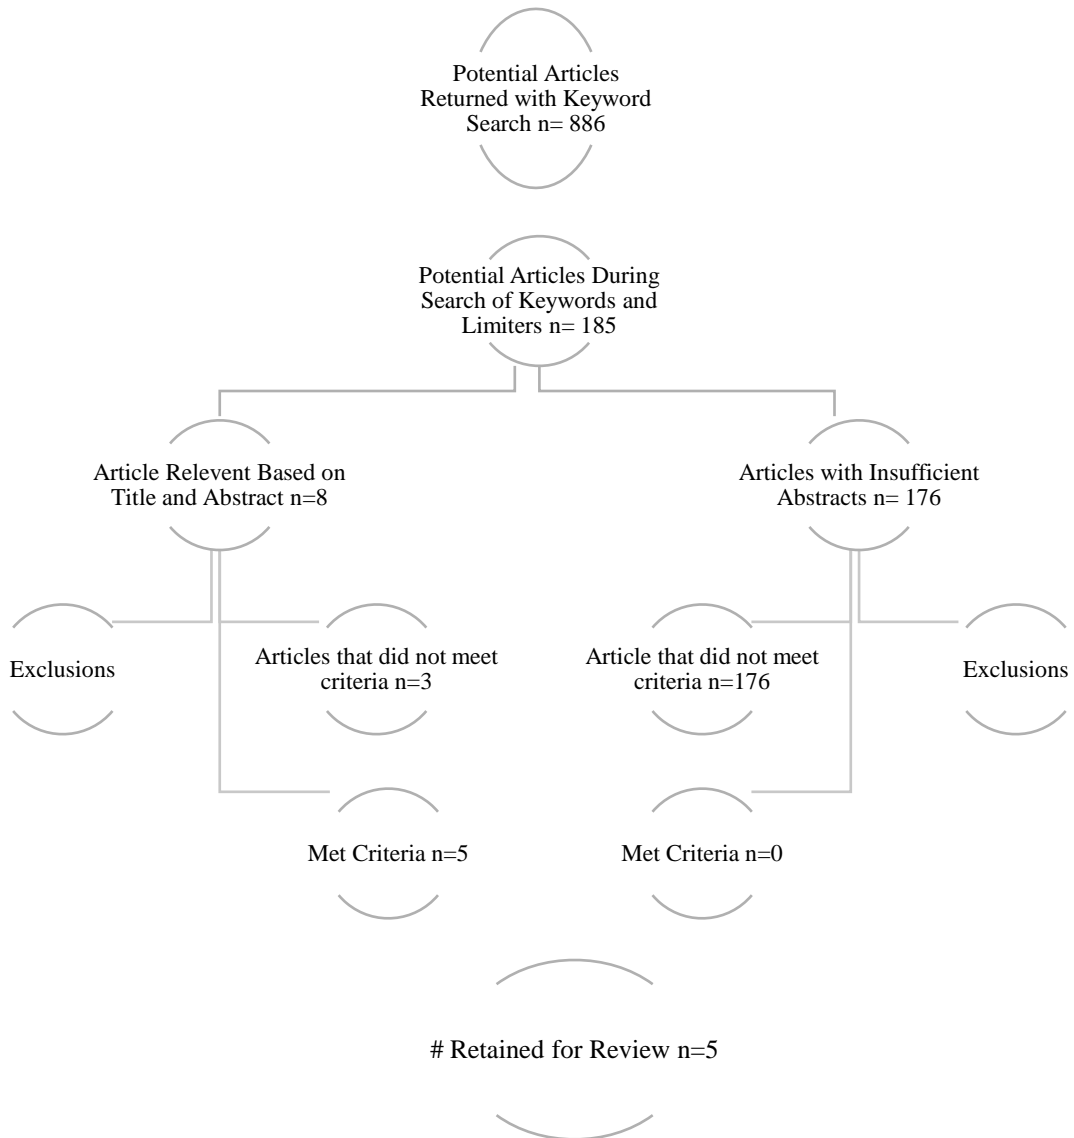 Potential Articles
Returned with Keyword
Search n= 886
Potential Articles During
Search of Keywords and
Limiters n= 185
Article Relevent Based on
Title and Abstract n=8
Articles with Insufficient
Abstracts n= 176
Exclusions
Articles that did not meet
criteria n=3
Article that did not meet
criteria n=176
Exclusions
Met Criteria n=5
Met Criteria n=0
# Retained for Review n=5